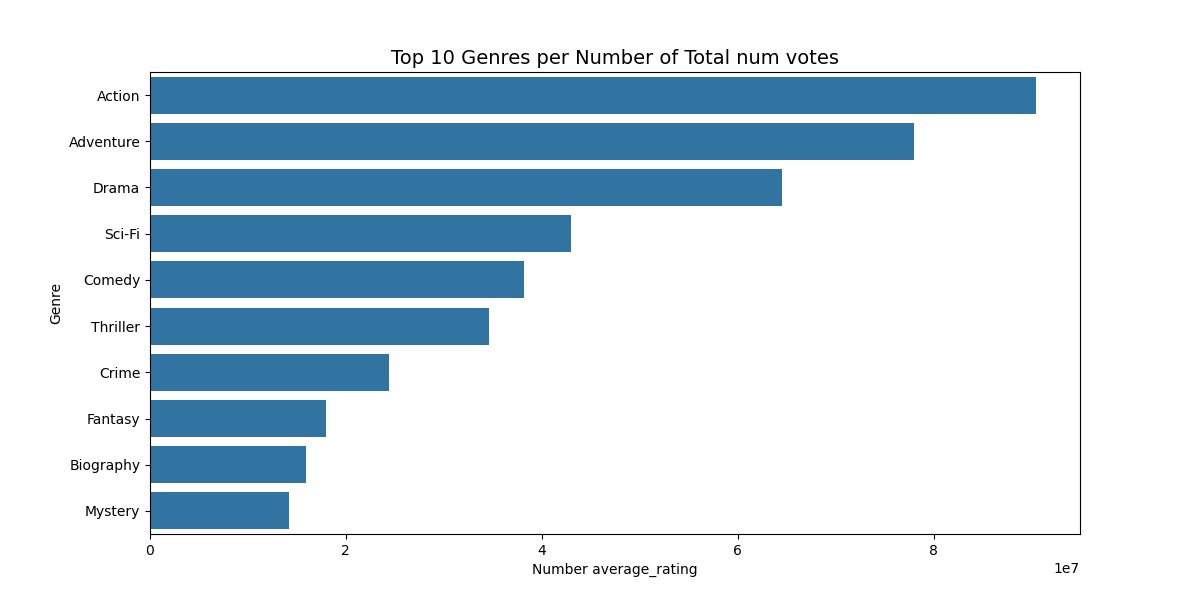 Top 10 Genres per Number of Total num votes
Genre
Action
Adventure
Drama
Sci-Fi
Comedy
Thriller
Crime
Fantasy
Biography
Mystery
0 2 4 6 8
1e7
Number average_rating